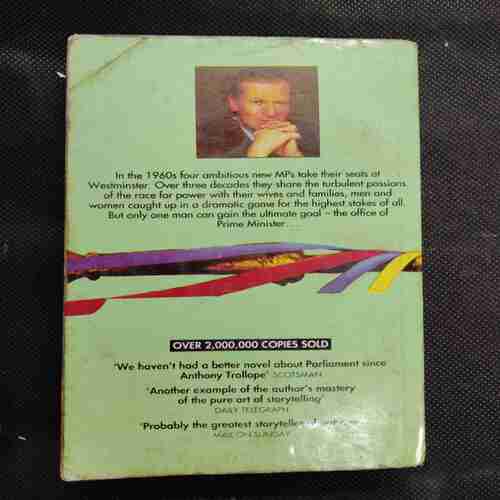 In the 1960s four ambitious new MPs take their seats at
Westminster. Over three decades they share the turbulent passions
of the race for power with their wives and families, men and
women caught up in a dramatic game for the highest stakes of all.
But only one man can gain the ultimate goal – the office of
Prime Minister....
OVER 2,000,000 COPIES SOLD
'We haven't had a better novel about Parliament since
Anthony Trollope' SCOTSMAN
'Another example of the author's mastery
of the pure art of storytelling'
DAILY TELEGRAPH
'Probably the greatest storyteller of our
MAIL ON SUNDAY